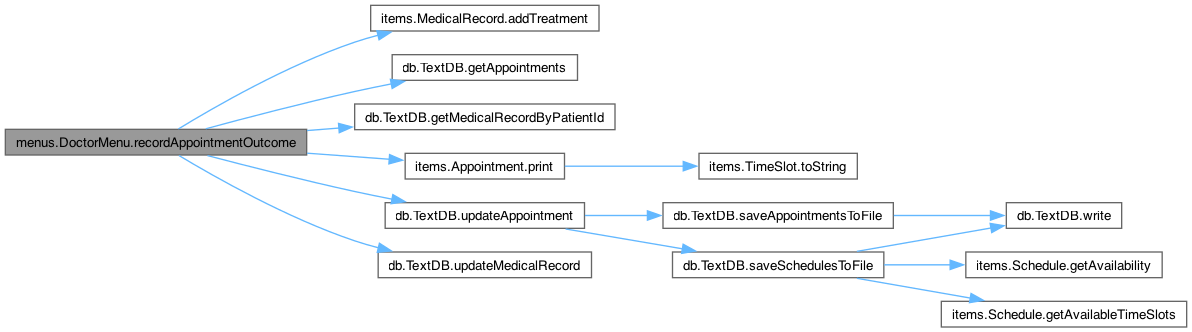 menus.DoctorMenu.recordAppointmentOutcome
items.MedicalRecord.addTreatment
db.TextDB.getAppointments
db.TextDB.getMedicalRecordByPatientId
items.Appointment.print
items.TimeSlot.toString
db.TextDB.updateAppointment
db.TextDB.saveAppointmentsToFile
db.TextDB.write
db.TextDB.updateMedicalRecord
db.TextDB.saveSchedulesToFile
items.Schedule.getAvailability
items.Schedule.getAvailableTimeSlots